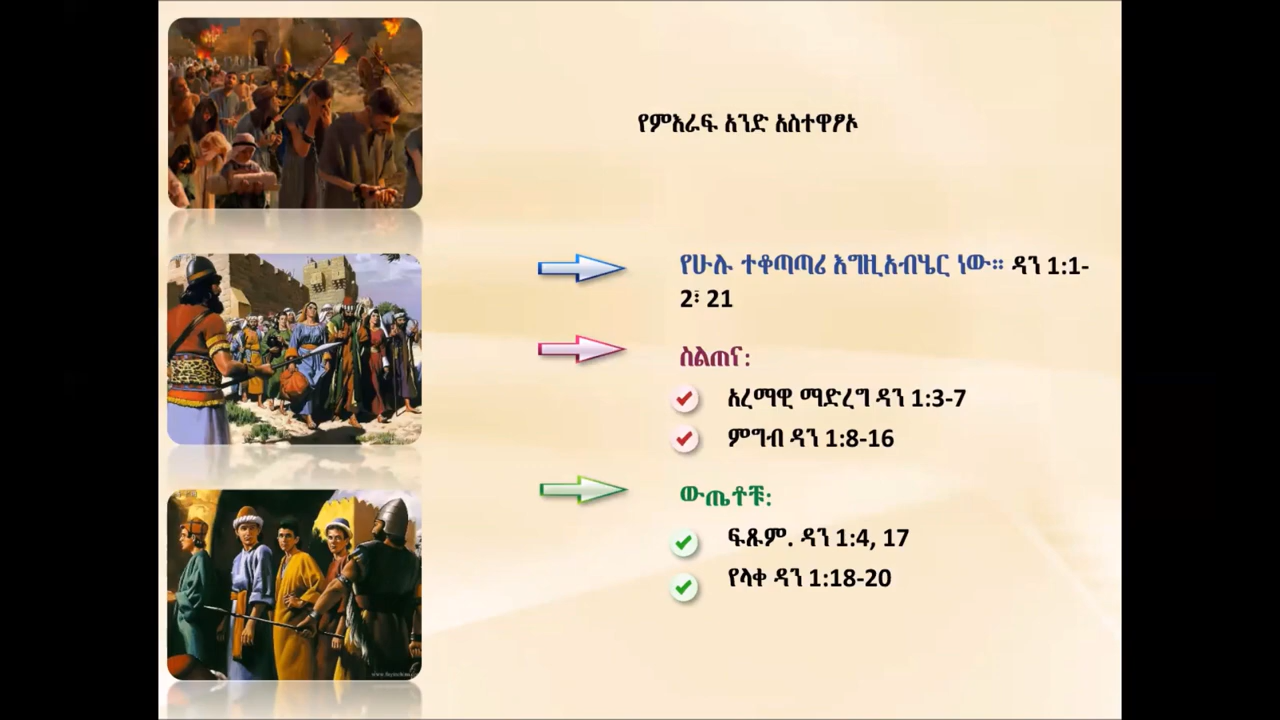 የምእራፍ አንድ አስተዋፆኦ
የሁሉ ተቆጣጣሪ እግዚአብሄር ነው። ዳን 1:1-
2፤ 21
ስልጠና:
አረማዊ ማድረግ ዳን 1:3-7
ምግብ ዳን 1:8-16
ውጤቶቹ:
ፍጹም. ዳን 1:4, 17
የላቀ ዳን 1:18-20